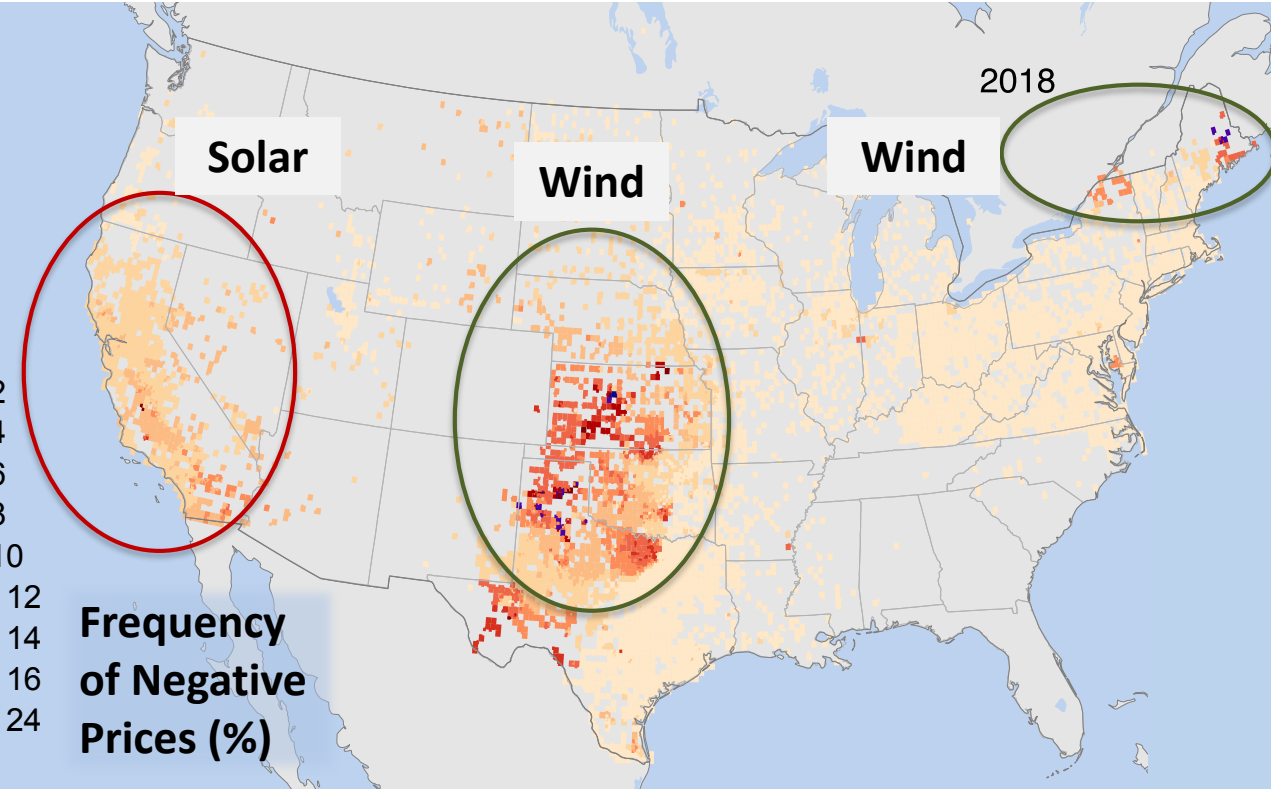 2018
Solar
Wind
Wind
2
4
6
8
10
12
14
16
24
Frequency
of Negative
Prices (%)